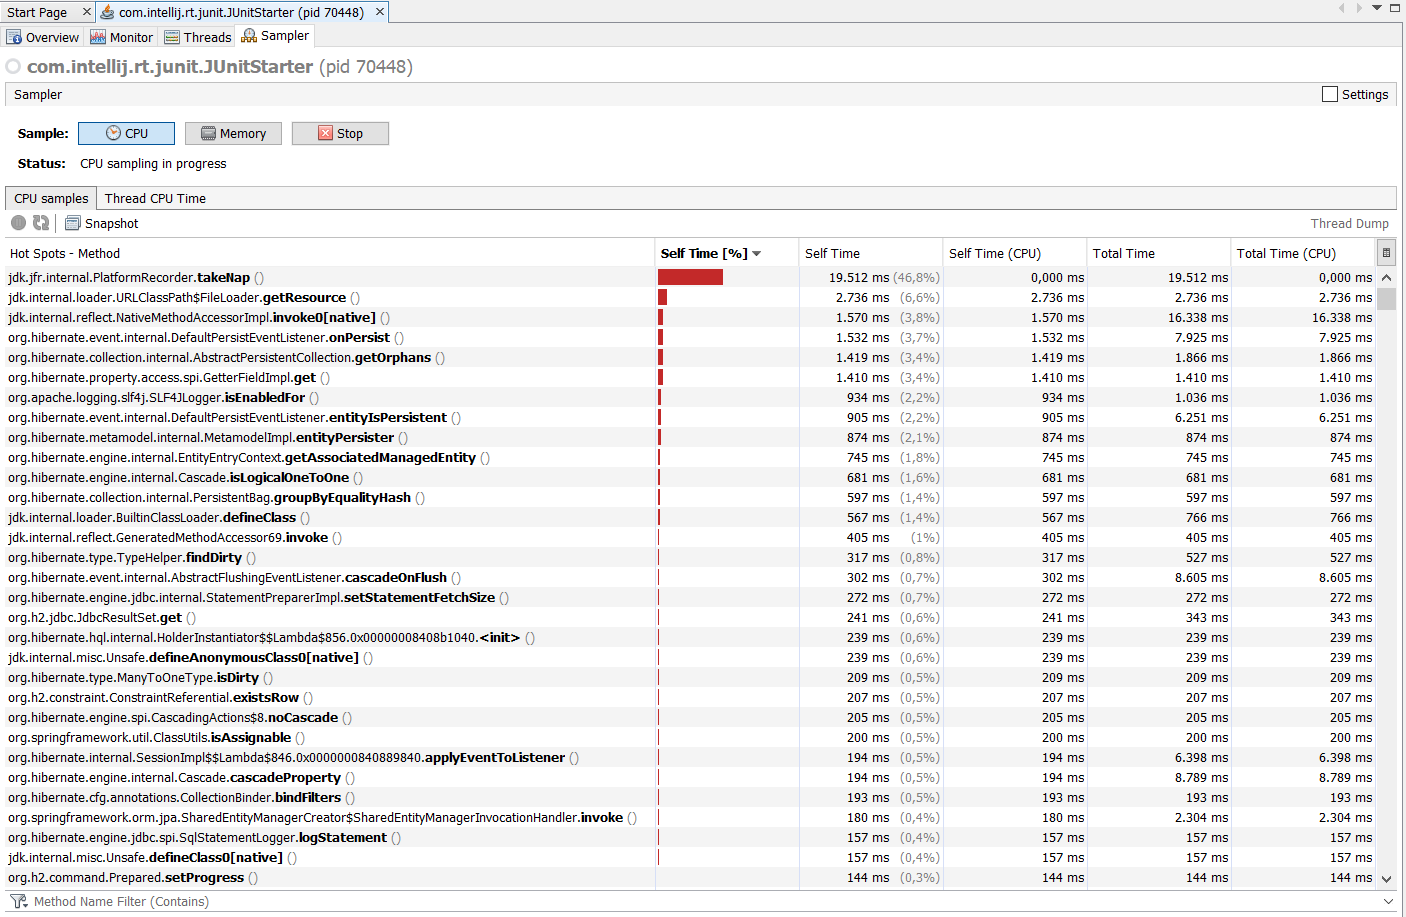 Start Page
com.intellij.rt.junit.JUnitStarter (pid 70448)
Overview Monitor Threads Sampler
com.intellij.rt.junit.JUnitStarter (pid 70448)
Sampler Settings
Sample: CPU Memory Stop
Status: CPU sampling in progress
CPU samples Thread CPU Time
Snapshot Thread Dump
Hot Spots - Method Self Time [%] Self Time Self Time (CPU) Total Time Total Time (CPU)
jdk.jfr.internal.PlatformRecorder.takeNap () 19.512 ms (46,8%) 0,000 ms 19.512 ms 0,000 ms
jdk.internal.loader.URLClassPath$FileLoader.getResource () 2.736 ms (6,6%) 2.736 ms 2.736 ms 2.736 ms
jdk.internal.reflect.NativeMethodAccessorImpl.invoke0[native] () 1.570 ms (3,8%) 1.570 ms 16.338 ms 16.338 ms
org.hibernate.event.internal.DefaultPersistEventListener.onPersist () 1.532 ms (3,7%) 1.532 ms 7.925 ms 7.925 ms
org.hibernate.collection.internal.AbstractPersistentCollection.getOrphans () 1.419 ms (3,4%) 1.419 ms 1.866 ms 1.866 ms
org.hibernate.property.access.spi.GetterFieldImpl.get () 1.410 ms (3,4%) 1.410 ms 1.410 ms 1.410 ms
org.apache.logging.slf4j.SLF4JLogger.isEnabledFor () 934 ms (2,2%) 934 ms 1.036 ms 1.036 ms
org.hibernate.event.internal.DefaultPersistEventListener.entityIsPersistent () 905 ms (2,2%) 905 ms 6.251 ms 6.251 ms
org.hibernate.metamodel.internal.MetamodelImpl.entityPersister () 874 ms (2,1%) 874 ms 874 ms 874 ms
org.hibernate.engine.internal.EntityEntryContext.getAssociatedManagedEntity () 745 ms (1,8%) 745 ms 745 ms 745 ms
org.hibernate.engine.internal.Cascade.isLogicalOneToOne () 681 ms (1,6%) 681 ms 681 ms 681 ms
org.hibernate.collection.internal.PersistentBag.groupByEqualityHash () 597 ms (1,4%) 597 ms 597 ms 597 ms
jdk.internal.loader.BuiltinClassLoader.defineClass () 567 ms (1,4%) 567 ms 766 ms 766 ms
jdk.internal.reflect.GeneratedMethodAccessor69.invoke () 405 ms (1%) 405 ms 405 ms 405 ms
org.hibernate.type.TypeHelper.findDirty () 317 ms (0,8%) 317 ms 527 ms 527 ms
org.hibernate.event.internal.AbstractFlushingEventListener.cascadeOnFlush () 302 ms (0,7%) 302 ms 8.605 ms 8.605 ms
org.hibernate.engine.jdbc.internal.StatementPreparerImpl.setStatementFetchSize () 272 ms (0,7%) 272 ms 272 ms 272 ms
org.h2.jdbc.JdbcResultSet.get () 241 ms (0,6%) 241 ms 343 ms 343 ms
org.hibernate.hql.internal.HolderInstantiator$$Lambda$856.0x00000008408b1040.<init> () 239 ms (0,6%) 239 ms 239 ms 239 ms
jdk.internal.misc.Unsafe.defineAnonymousClass0[native] () 239 ms (0,6%) 239 ms 239 ms 239 ms
org.hibernate.type.ManyToOneType.isDirty () 209 ms (0,5%) 209 ms 209 ms 209 ms
org.h2.constraint.ConstraintReferential.existsRow () 207 ms (0,5%) 207 ms 207 ms 207 ms
org.hibernate.engine.spi.CascadingActions$8.noCascade () 205 ms (0,5%) 205 ms 205 ms 205 ms
org.springframework.util.ClassUtils.isAssignable () 200 ms (0,5%) 200 ms 200 ms 200 ms
org.hibernate.internal.SessionImpl$$Lambda$846.0x0000000840889840.applyEventToListener () 194 ms (0,5%) 194 ms 6.398 ms 6.398 ms
org.hibernate.engine.internal.Cascade.cascadeProperty () 194 ms (0,5%) 194 ms 8.789 ms 8.789 ms
org.hibernate.cfg.annotations.CollectionBinder.bindFilters () 193 ms (0,5%) 193 ms 193 ms 193 ms
org.springframework.orm.jpa.SharedEntityManagerCreator$SharedEntityManagerInvocationHandler.invoke () 180 ms (0,4%) 180 ms 2.304 ms 2.304 ms
org.hibernate.engine.jdbc.spi.SqlStatementLogger.logStatement () 157 ms (0,4%) 157 ms 157 ms 157 ms
jdk.internal.misc.Unsafe.defineClass0[native] () 157 ms (0,4%) 157 ms 157 ms 157 ms
org.h2.command.Prepared.setProgress () 144 ms (0,3%) 144 ms 144 ms 144 ms
Method Name Filter (Contains)